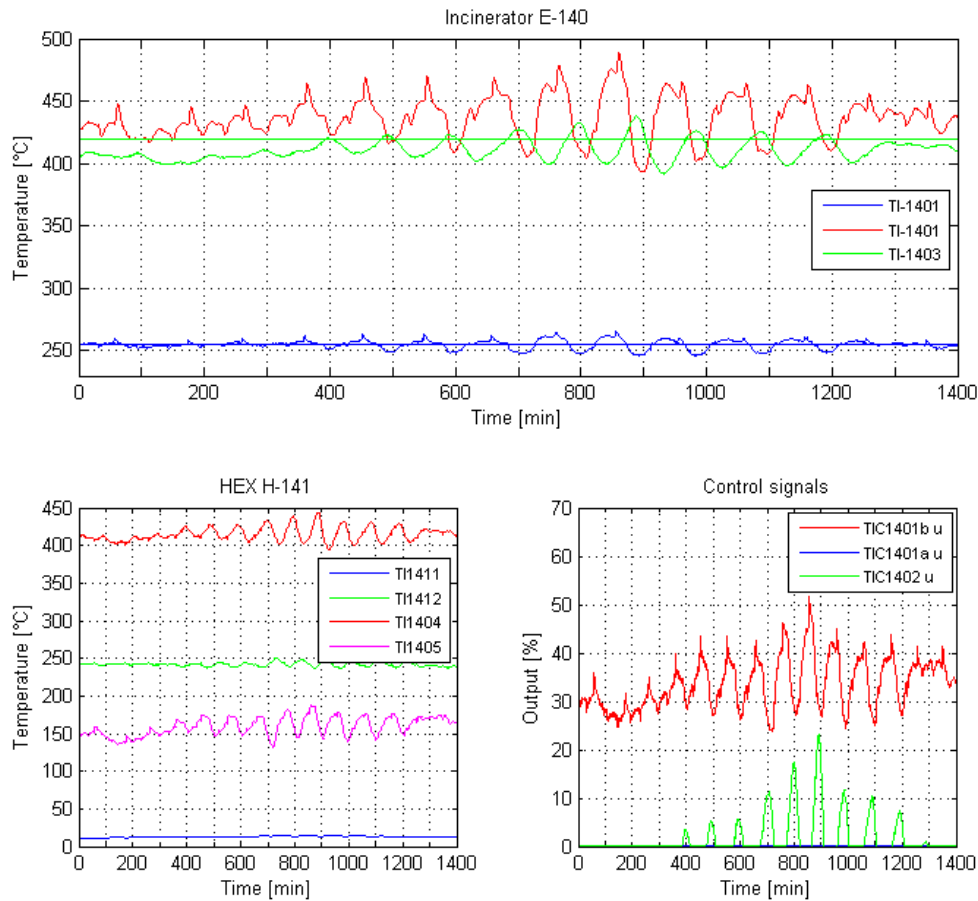 Incinerator E-140
Temperature [°C]
500
450
400
350
300
250
TI-1401
TI-1401
TI-1403
0 200 400 600 800 1000 1200 1400
Time [min]
HEX H-141
Temperature [°C]
450
400
350
300
250
200
150
100
50
0
TI1411
TI1412
TI1404
TI1405
0 200 400 600 800 1000 1200 1400
Time [min]
Control signals
Output [%]
70
60
50
40
30
20
10
0
TIC1401b u
TIC1401a u
TIC1402 u
0 200 400 600 800 1000 1200 1400
Time [min]